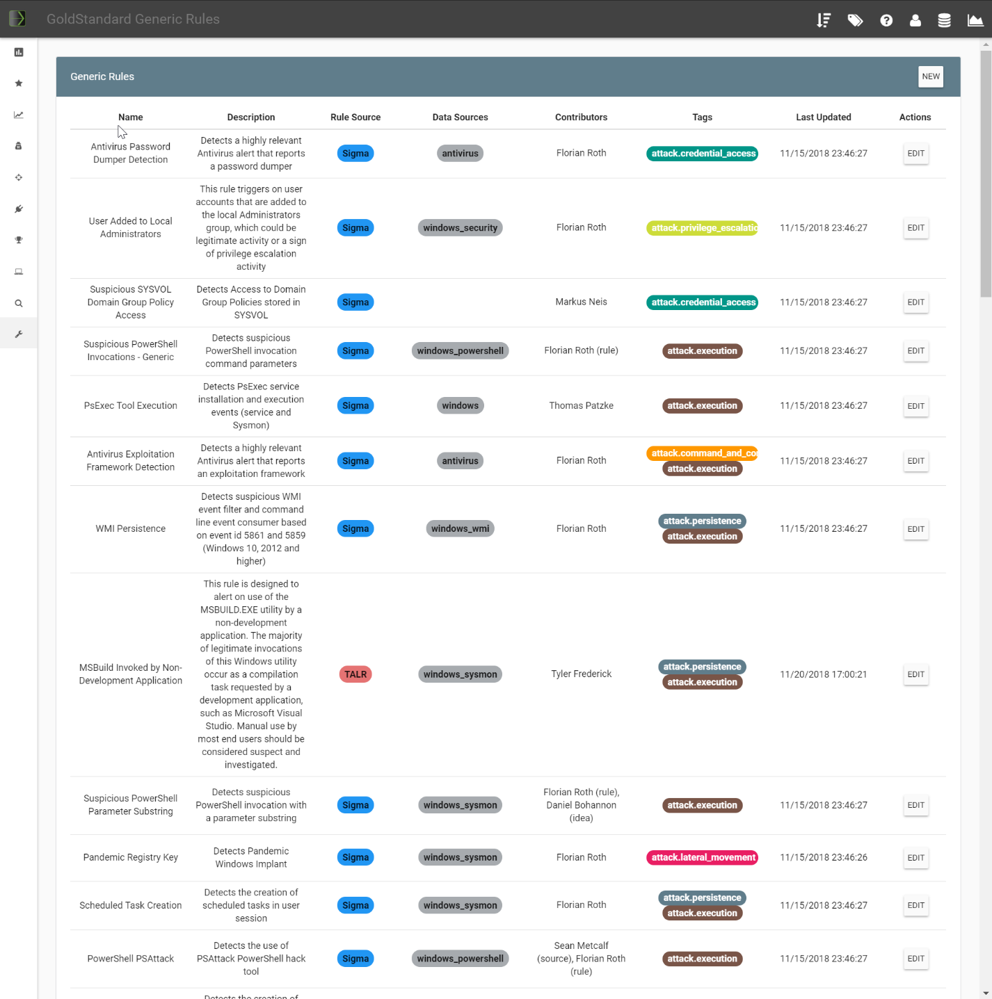 GoldStandard Generic Rules
Generic Rules
NEW
Name Description Rule Source Data Sources Contributors Tags Last Updated Actions
Antivirus Password
Dumper Detection
Detects a highly relevant
Antivirus alert that reports
a password dumper
Sigma
antivirus
Florian Roth
attack.credential_access
11/15/2018 23:46:27
EDIT
User Added to Local
Administrators
This rule triggers on user
accounts that are added to
the local Administrators
group, which could be
legitimate activity or a sign
of privilege escalation
activity
Sigma
windows_security
Florian Roth
attack.privilege_escalatio
11/15/2018 23:46:27
EDIT
Suspicious SYSVOL
Domain Group Policy
Access
Detects Access to Domain
Group Policies stored in
SYSVOL
Sigma
Markus Neis
attack.credential_access
11/15/2018 23:46:27
EDIT
Suspicious PowerShell
Invocations - Generic
Detects suspicious
PowerShell invocation
command parameters
Sigma
windows_powershell
Florian Roth (rule)
attack.execution
11/15/2018 23:46:27
EDIT
PsExec Tool Execution
Detects PsExec service
installation and execution
events (service and
Sysmon)
Sigma
windows
Thomas Patzke
attack.execution
11/15/2018 23:46:27
EDIT
Antivirus Exploitation
Framework Detection
Detects a highly relevant
Antivirus alert that reports
an exploitation framework
Sigma
antivirus
Florian Roth
attack.command_and_co
attack.execution
11/15/2018 23:46:27
EDIT
WMI Persistence
Detects suspicious WMI
event filter and command
line event consumer based
on event id 5861 and 5859
(Windows 10, 2012 and
higher)
Sigma
windows_wmi
Florian Roth
attack.persistence
attack.execution
11/15/2018 23:46:27
EDIT
MSBuild Invoked by Non-
Development Application
This rule is designed to
alert on use of the
MSBUILD.EXE utility by a
non-development
application. The majority
of legitimate invocations
of this Windows utility
occur as a compilation
task requested by a
development application,
such as Microsoft Visual
Studio. Manual use by
most end users should be
considered suspect and
investigated.
TALR
windows_sysmon
Tyler Frederick
attack.persistence
attack.execution
11/20/2018 17:00:21
EDIT
Suspicious PowerShell
Parameter Substring
Detects suspicious
PowerShell invocation with
a parameter substring
Sigma
windows_sysmon
Florian Roth (rule),
Daniel Bohannon
(idea)
attack.execution
11/15/2018 23:46:27
EDIT
Pandemic Registry Key
Detects Pandemic
Windows Implant
Sigma
windows_sysmon
Florian Roth
attack.lateral_movement
11/15/2018 23:46:26
EDIT
Scheduled Task Creation
Detects the creation of
scheduled tasks in user
session
Sigma
windows_sysmon
Florian Roth
attack.persistence
attack.execution
11/15/2018 23:46:27
EDIT
PowerShell PSAttack
Detects the use of
PSAttack PowerShell hack
tool
Sigma
windows_powershell
Sean Metcalf
(source), Florian Roth
(rule)
attack.execution
11/15/2018 23:46:27
EDIT
Detects the creation of